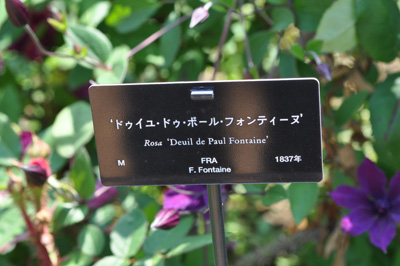 'ドゥイユ・ドゥ・ポール・フォンティーヌ'
Rosa 'Deuil de Paul Fontaine'
M FRA 1837年
F. Fontaine